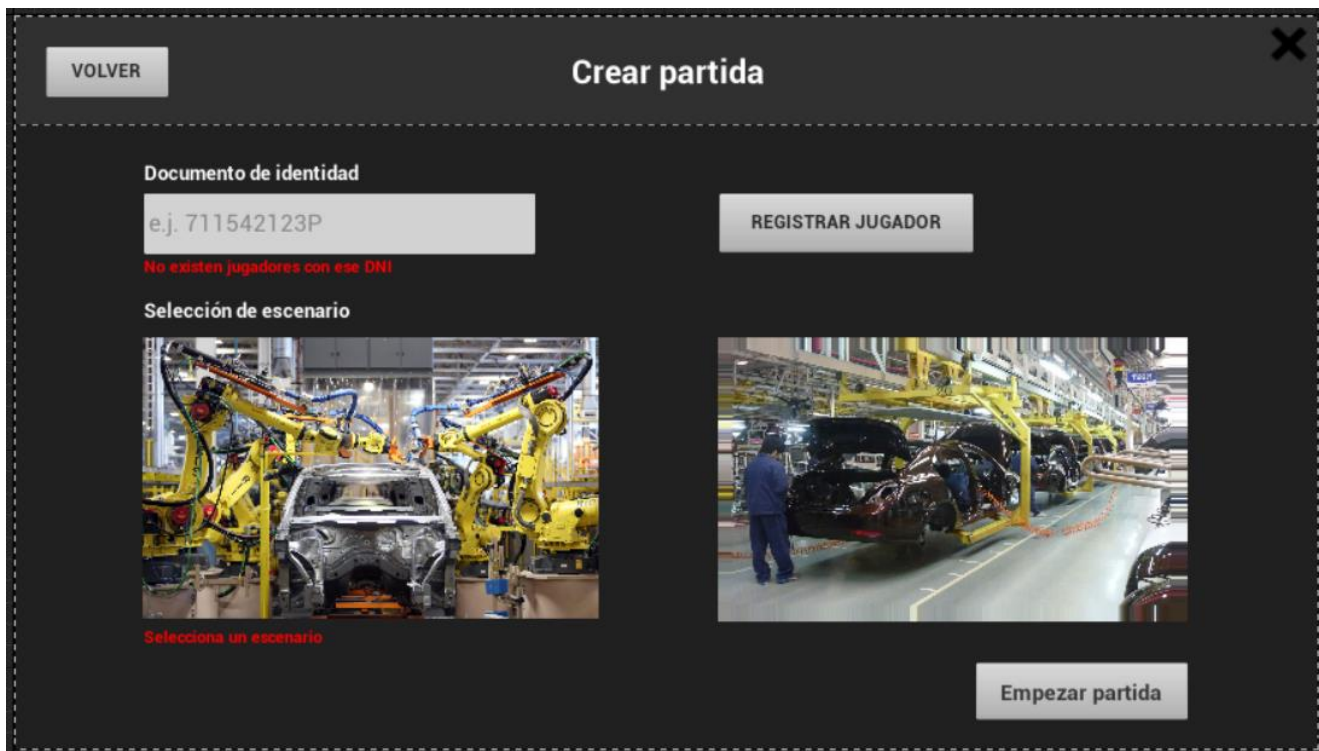 VOLVER
Crear partida
Documento de identidad
e.j. 711542123P
REGISTRAR JUGADOR
No existen jugadores con ese DNI
Selección de escenario
Selecciona un escenario
Empezar partida